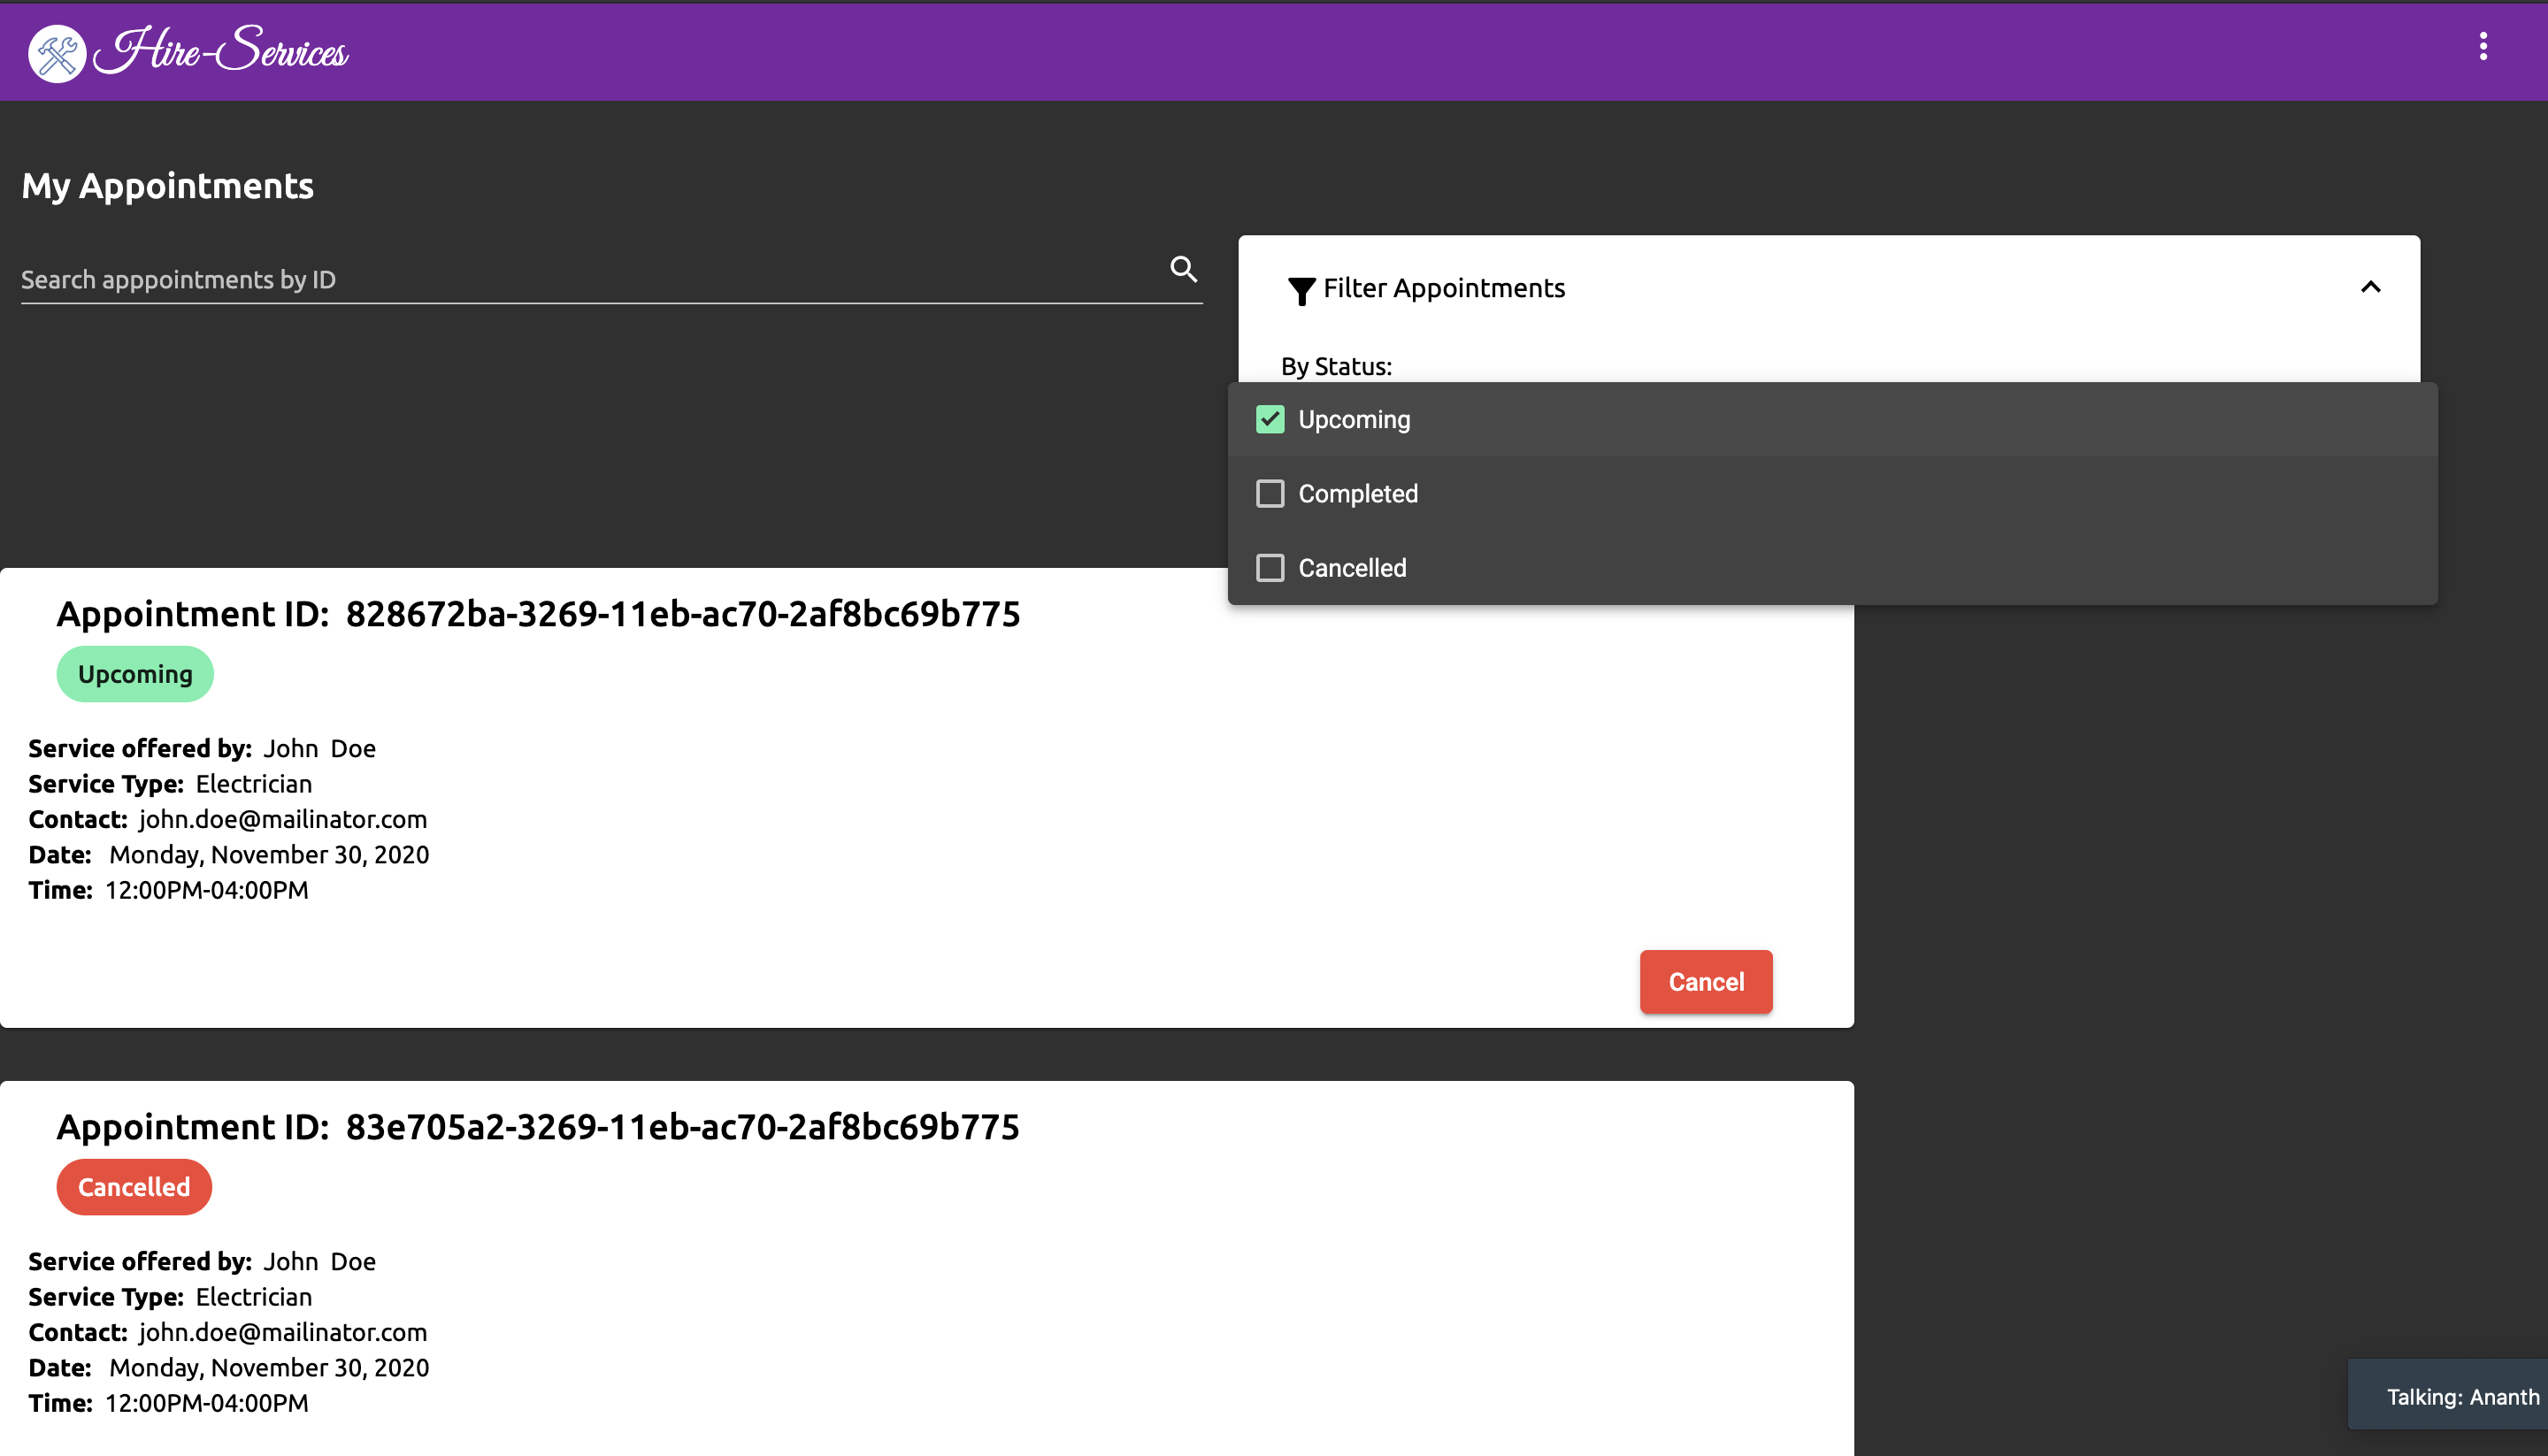 Hire-Services
My Appointments
Search apppointments by ID
Filter Appointments
By Status:
Upcoming
Completed
Cancelled
Appointment ID: 828672ba-3269-11eb-ac70-2af8bc69b775
Upcoming
Service offered by: John Doe
Service Type: Electrician
Contact: john.doe@mailinator.com
Date: Monday, November 30, 2020
Time: 12:00PM-04:00PM
Cancel
Appointment ID: 83e705a2-3269-11eb-ac70-2af8bc69b775
Cancelled
Service offered by: John Doe
Service Type: Electrician
Contact: john.doe@mailinator.com
Date: Monday, November 30, 2020
Time: 12:00PM-04:00PM
Talking: Ananth